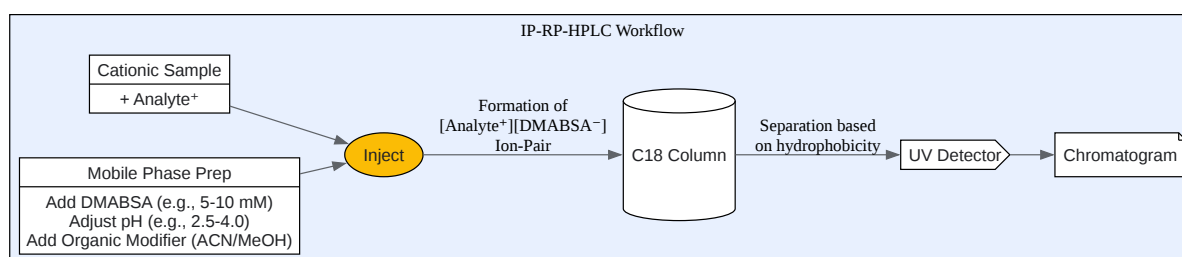 IP-RP-HPLC Workflow
Cationic Sample
+ Analyte⁺
Mobile Phase Prep
Add DMABSA (e.g., 5-10 mM)
Adjust pH (e.g., 2.5-4.0)
Add Organic Modifier (ACN/MeOH)
Inject
Formation of
[Analyte⁺][DMABSA⁻]
Ion-Pair
C18 Column
Separation based
on hydrophobicity
UV Detector
Chromatogram